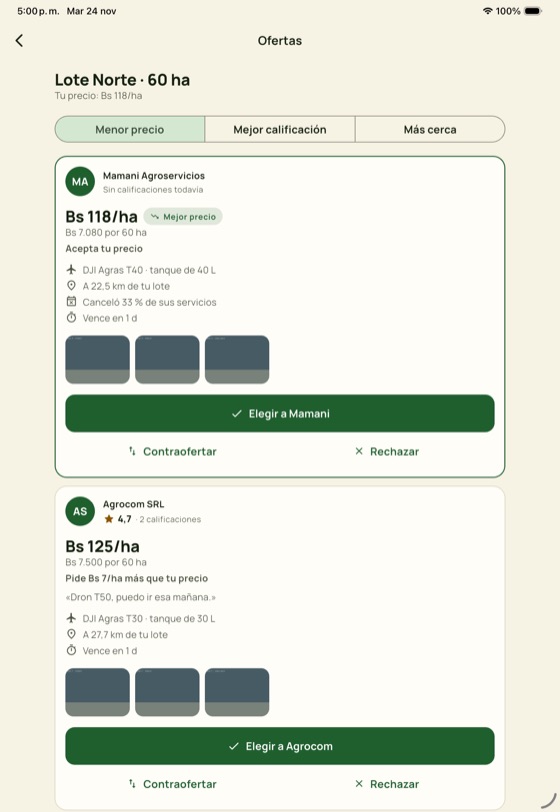 5:00 p. m. Mar 24 nov
100%
Ofertas
Lote Norte · 60 ha
Tu precio: Bs 118/ha
Menor precio
Mejor calificación
Más cerca
MA
Mamani Agroservicios
Sin calificaciones todavía
Bs 118/ha
Mejor precio
Bs 7.080 por 60 ha
Acepta tu precio
DJI Agras T40 · tanque de 40 L
A 22,5 km de tu lote
Canceló 33 % de sus servicios
Vence en 1 d
Elegir a Mamani
Contraofertar
Rechazar
AS
Agrocom SRL
4,7 · 2 calificaciones
Bs 125/ha
Bs 7.500 por 60 ha
Pide Bs 7/ha más que tu precio
«Dron T50, puedo ir esa mañana.»
DJI Agras T30 · tanque de 30 L
A 27,7 km de tu lote
Vence en 1 d
Elegir a Agrocom
Contraofertar
Rechazar